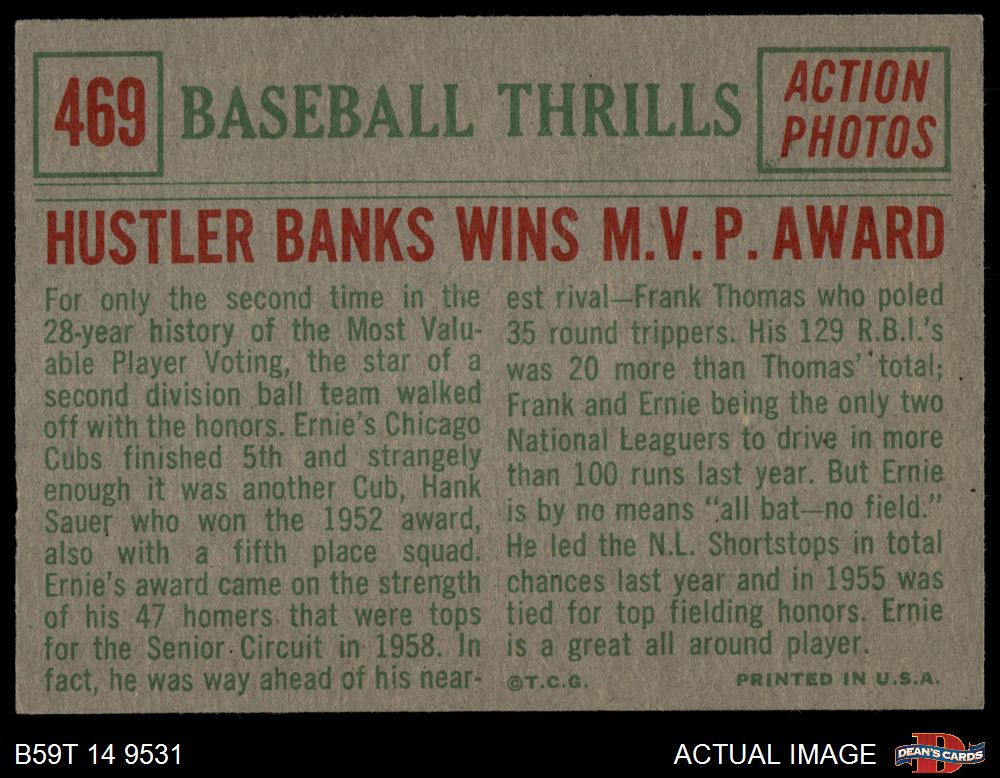 469
BASEBALL THRILLS
ACTION
PHOTOS
HUSTLER BANKS WINS M.V.P. AWARD
For only the second time in the
28-year history of the Most Valu-
able Player Voting, the star of a
second division ball team walked
off with the honors. Ernie's Chicago
Cubs finished 5th and strangely
enough it was another Cub, Hank
Sauer who won the 1952 award,
also with a fifth place squad.
Ernie's award came on the strength
of his 47 homers that were tops
for the Senior Circuit in 1958. In
fact, he was way ahead of his near-
est rival—Frank Thomas who poled
35 round trippers. His 129 R.B.I.'s
was 20 more than Thomas' total;
Frank and Ernie being the only two
National Leaguers to drive in more
than 100 runs last year. But Ernie
is by no means "all bat—no field."
He led the N.L. Shortstops in total
chances last year and in 1955 was
tied for top fielding honors. Ernie
is a great all around player.
©T.C.G.
PRINTED IN U.S.A.
B59T 14 9531
ACTUAL IMAGE
DEAN'S CARDS